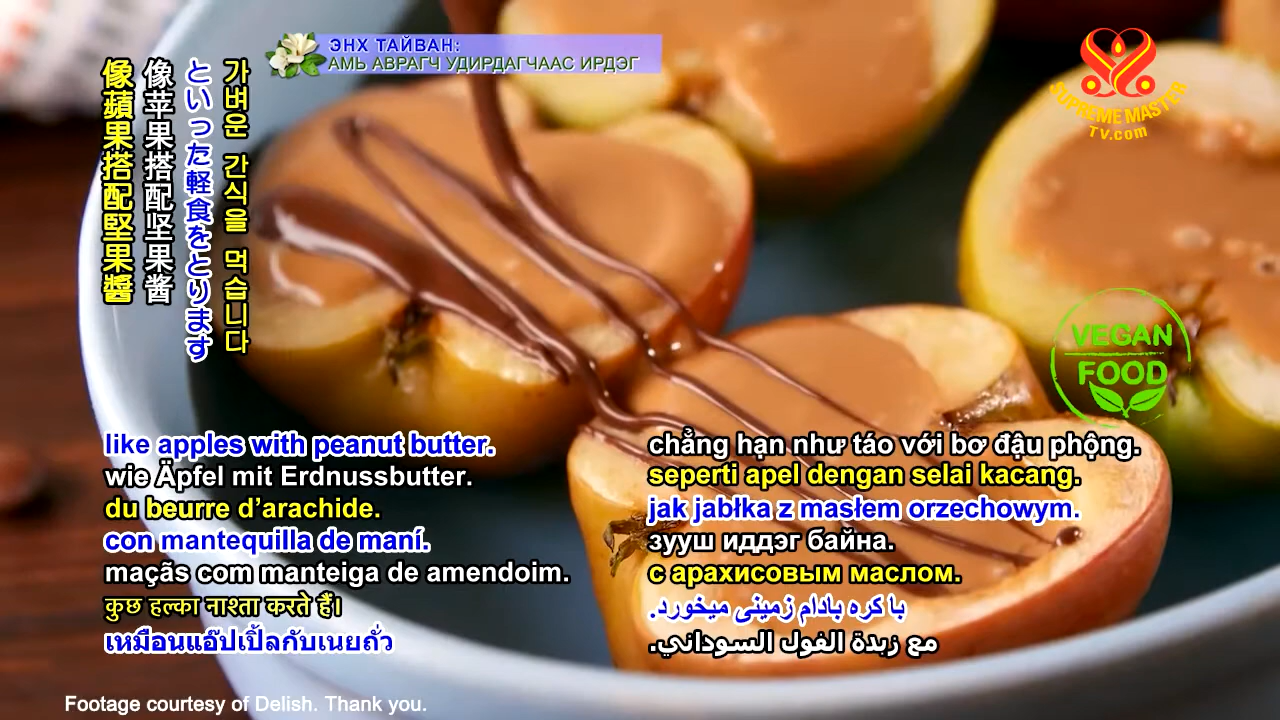 ЭНХ ТАЙВАН:
АМЬ АВРАГЧ УДИРДАГЧААС ИРДЭГ
SUPREME MASTER
TV.com
가벼운 간식을 먹습니다
といった軽食をとります
像苹果搭配坚果酱
像蘋果搭配堅果醬
VEGAN
FOOD
like apples with peanut butter.
wie Äpfel mit Erdnussbutter.
du beurre d’arachide.
con mantequilla de maní.
maçãs com manteiga de amendoim.
कुछ हल्का नाश्ता करते हैं।
เหมือนแอ๊ปเปิ้ลกับเนยถั่ว
chẳng hạn như táo với bơ đậu phộng.
seperti apel dengan selai kacang.
jak jabłka z masłem orzechowym.
зууш иддэг байна.
с арахисовым маслом.
با کره بادام زمینی میخورد.
مع زبدة الفول السوداني.
Footage courtesy of Delish. Thank you.